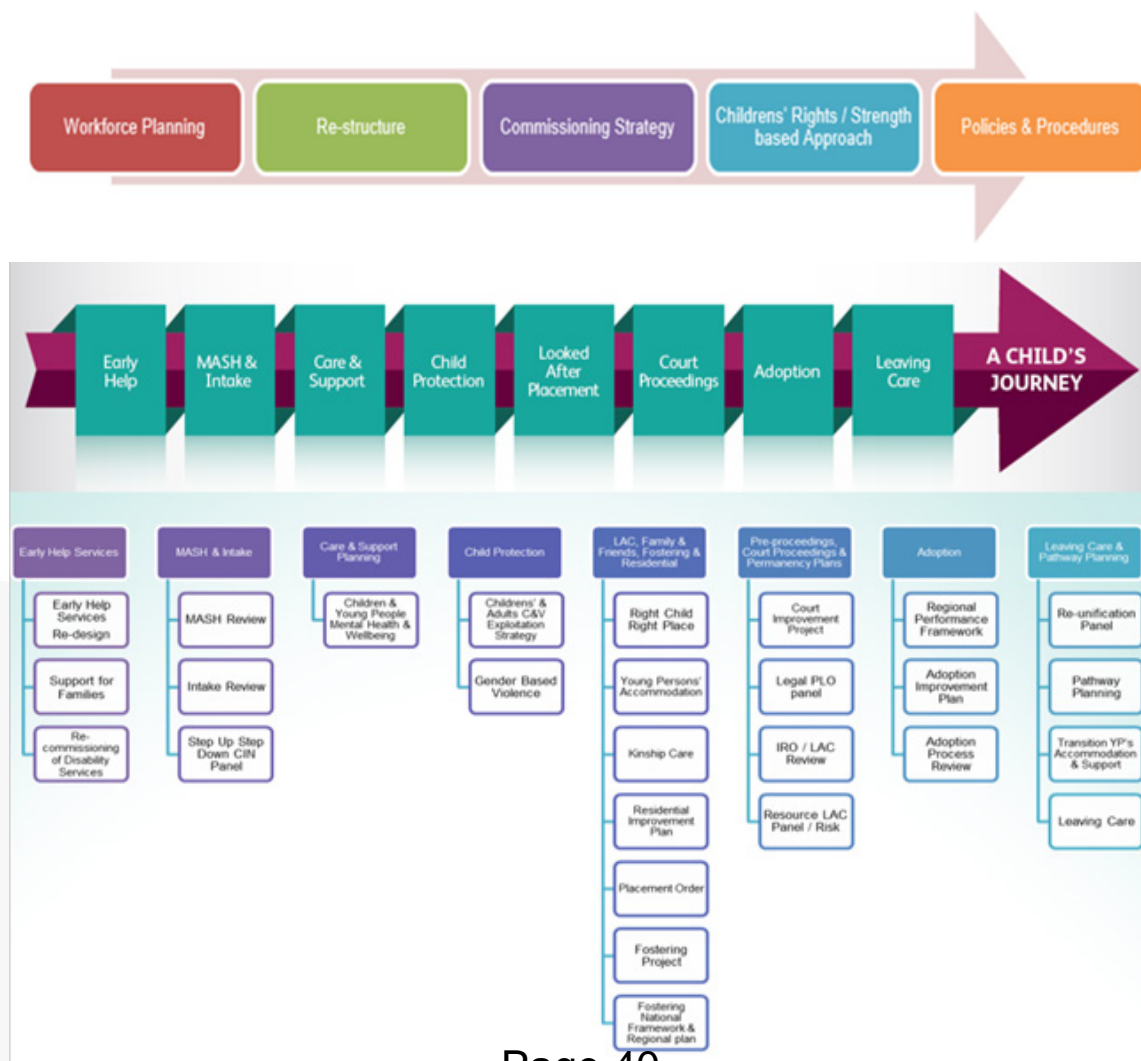 Workforce Planning
Re-structure
Commissioning Strategy
Childrens' Rights / Strength
based Approach
Policies & Procedures
Early
Help
MASH &
Intake
Care &
Support
Child
Protection
Looked
After
Placement
Court
Proceedings
Adoption
Leaving
Care
A CHILD'S
JOURNEY
Early Help Services
Early Help
Services
Re-design
Support for
Families
Re-
commissioning
of Disability
Services
MASH & Intake
MASH Review
Intake Review
Step Up Step
Down CIN
Panel
Care & Support
Planning
Children &
Young People
Mental Health &
Wellbeing
Child Protection
Childrens' &
Adults C&V
Exploitation
Strategy
Gender Based
Violence
LAC, Family &
Friends, Fostering &
Residential
Right Child
Right Place
Young Persons'
Accommodation
Kinship Care
Residential
Improvement
Plan
Placement Order
Fostering
Project
Fostering
National
Framework &
Regional plan
Pre-proceedings,
Court Proceedings &
Permanency Plans
Court
Improvement
Project
Legal PLO
panel
IRO / LAC
Review
Resource LAC
Panel / Risk
Adoption
Regional
Performance
Framework
Adoption
Improvement
Plan
Adoption
Process
Review
Leaving Care &
Pathway Planning
Re-unification
Panel
Pathway
Planning
Transition YP's
Accommodation
& Support
Leaving Care
Page 40